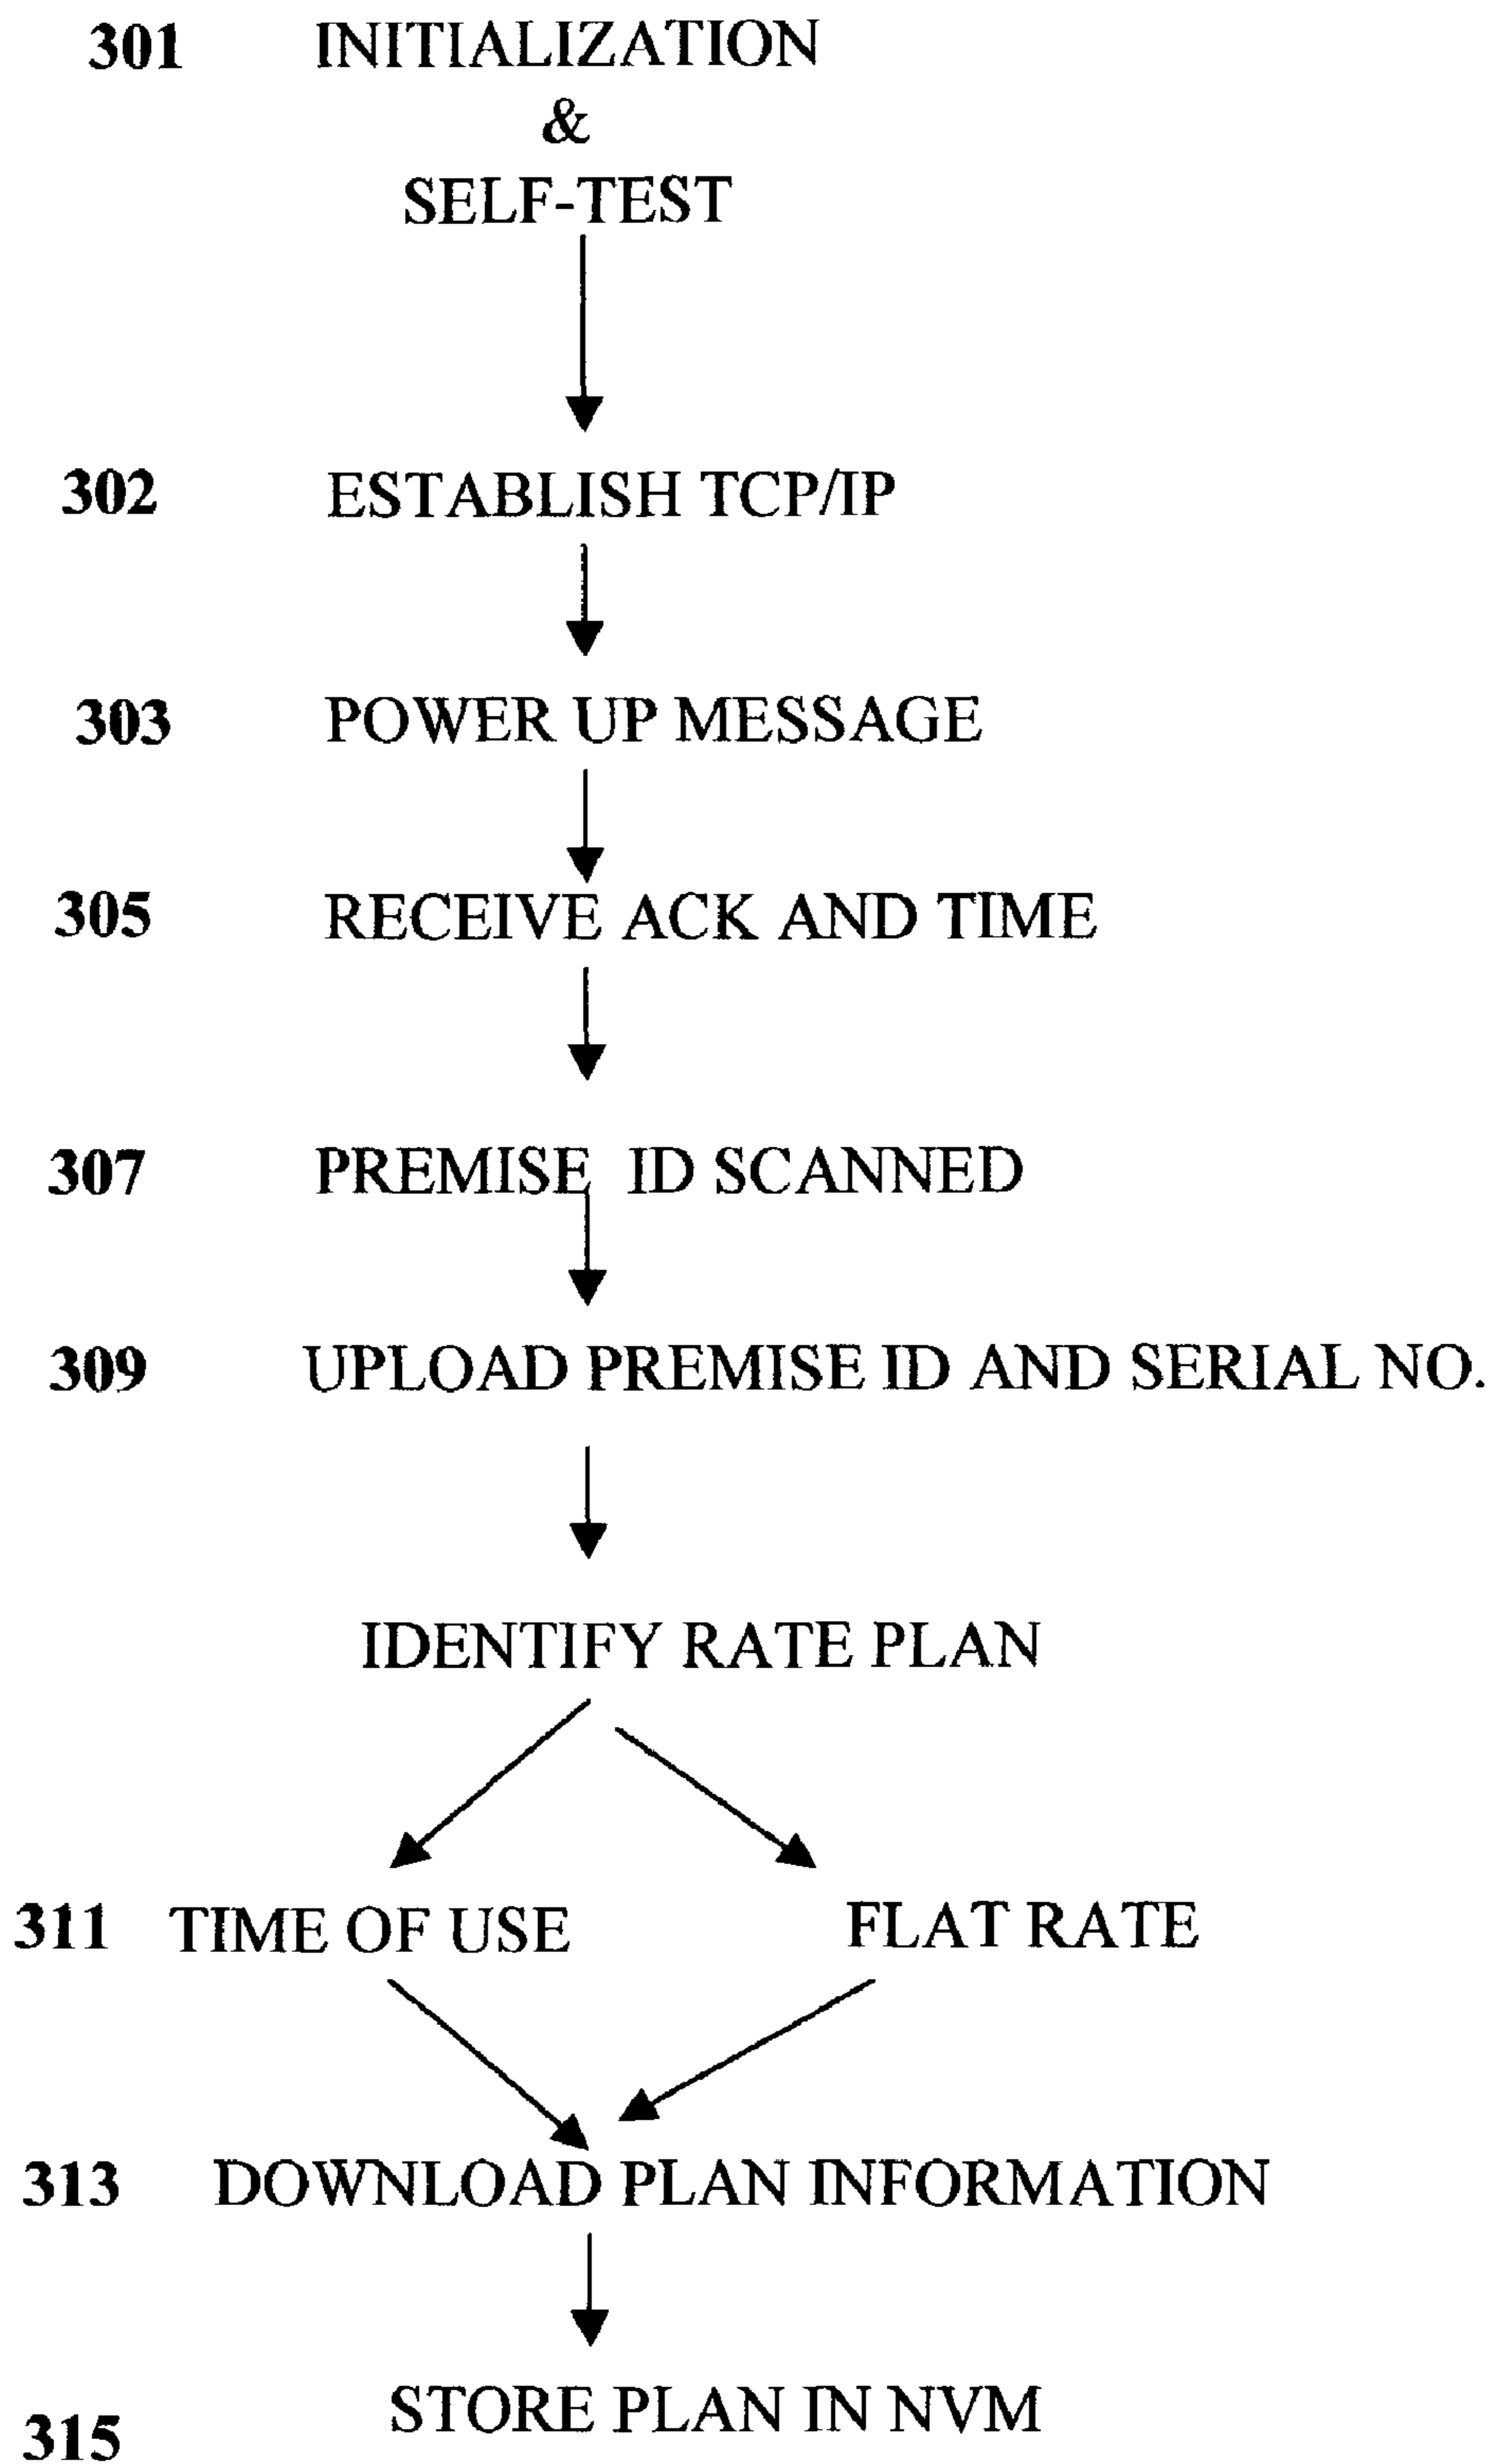 301 INITIALIZATION
&
SELF-TEST
302 ESTABLISH TCP/IP
303 POWER UP MESSAGE
305 RECEIVE ACK AND TIME
307 PREMISE ID SCANNED
309 UPLOAD PREMISE ID AND SERIAL NO.
IDENTIFY RATE PLAN
311 TIME OF USE FLAT RATE
313 DOWNLOAD PLAN INFORMATION
STORE PLAN IN NVM
315